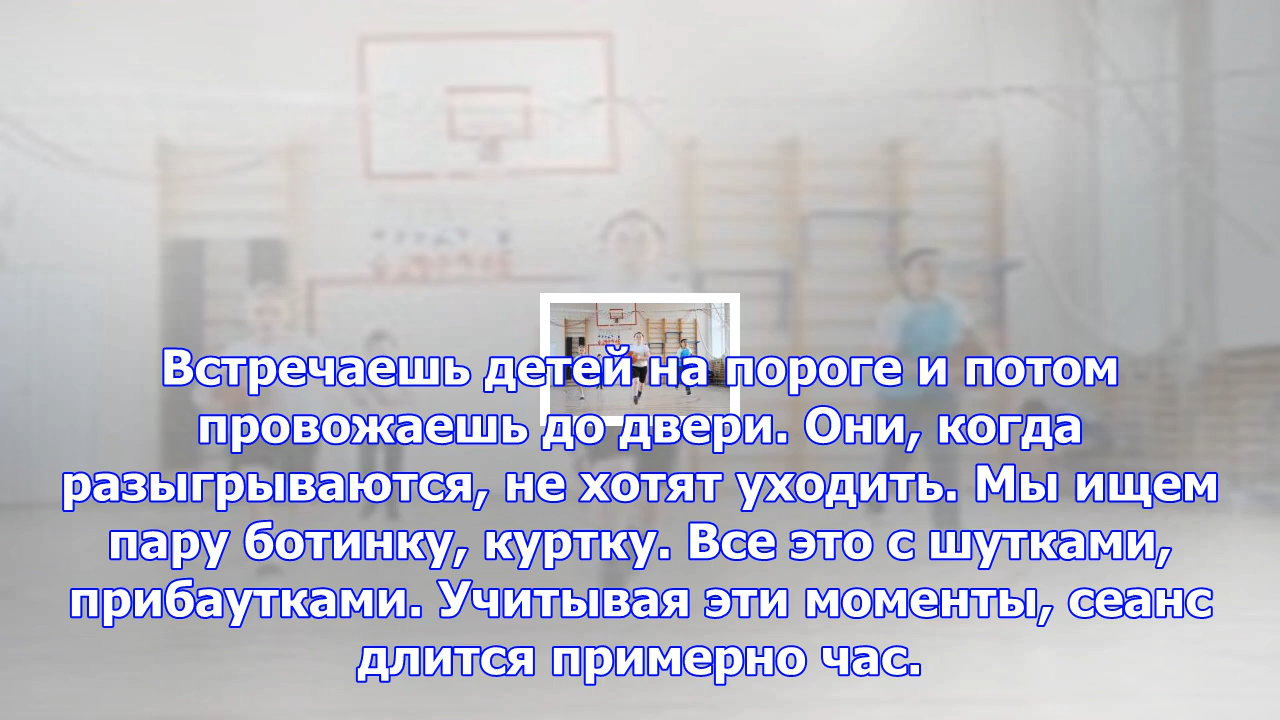 Встречаешь детей на пороге и потом
провожаешь до двери. Они, когда
разыгрываются, не хотят уходить. Мы ищем
пару ботинку, куртку. Все это с шутками,
прибаутками. Учитывая эти моменты, сеанс
длится примерно час.